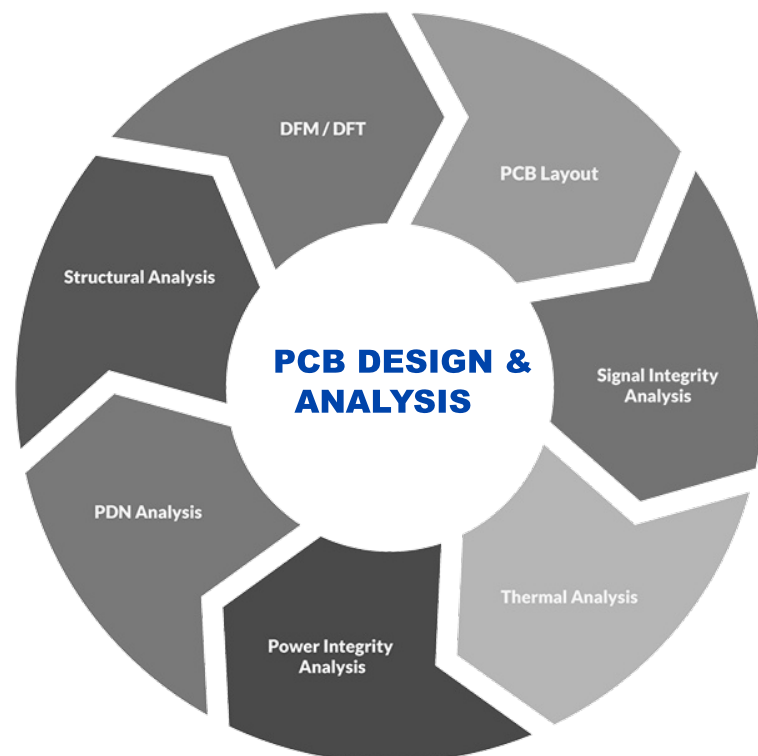 DFM / DFT
PCB Layout
Structural Analysis
PCB DESIGN &
ANALYSIS
Signal Integrity
Analysis
PDN Analysis
Thermal Analysis
Power Integrity
Analysis